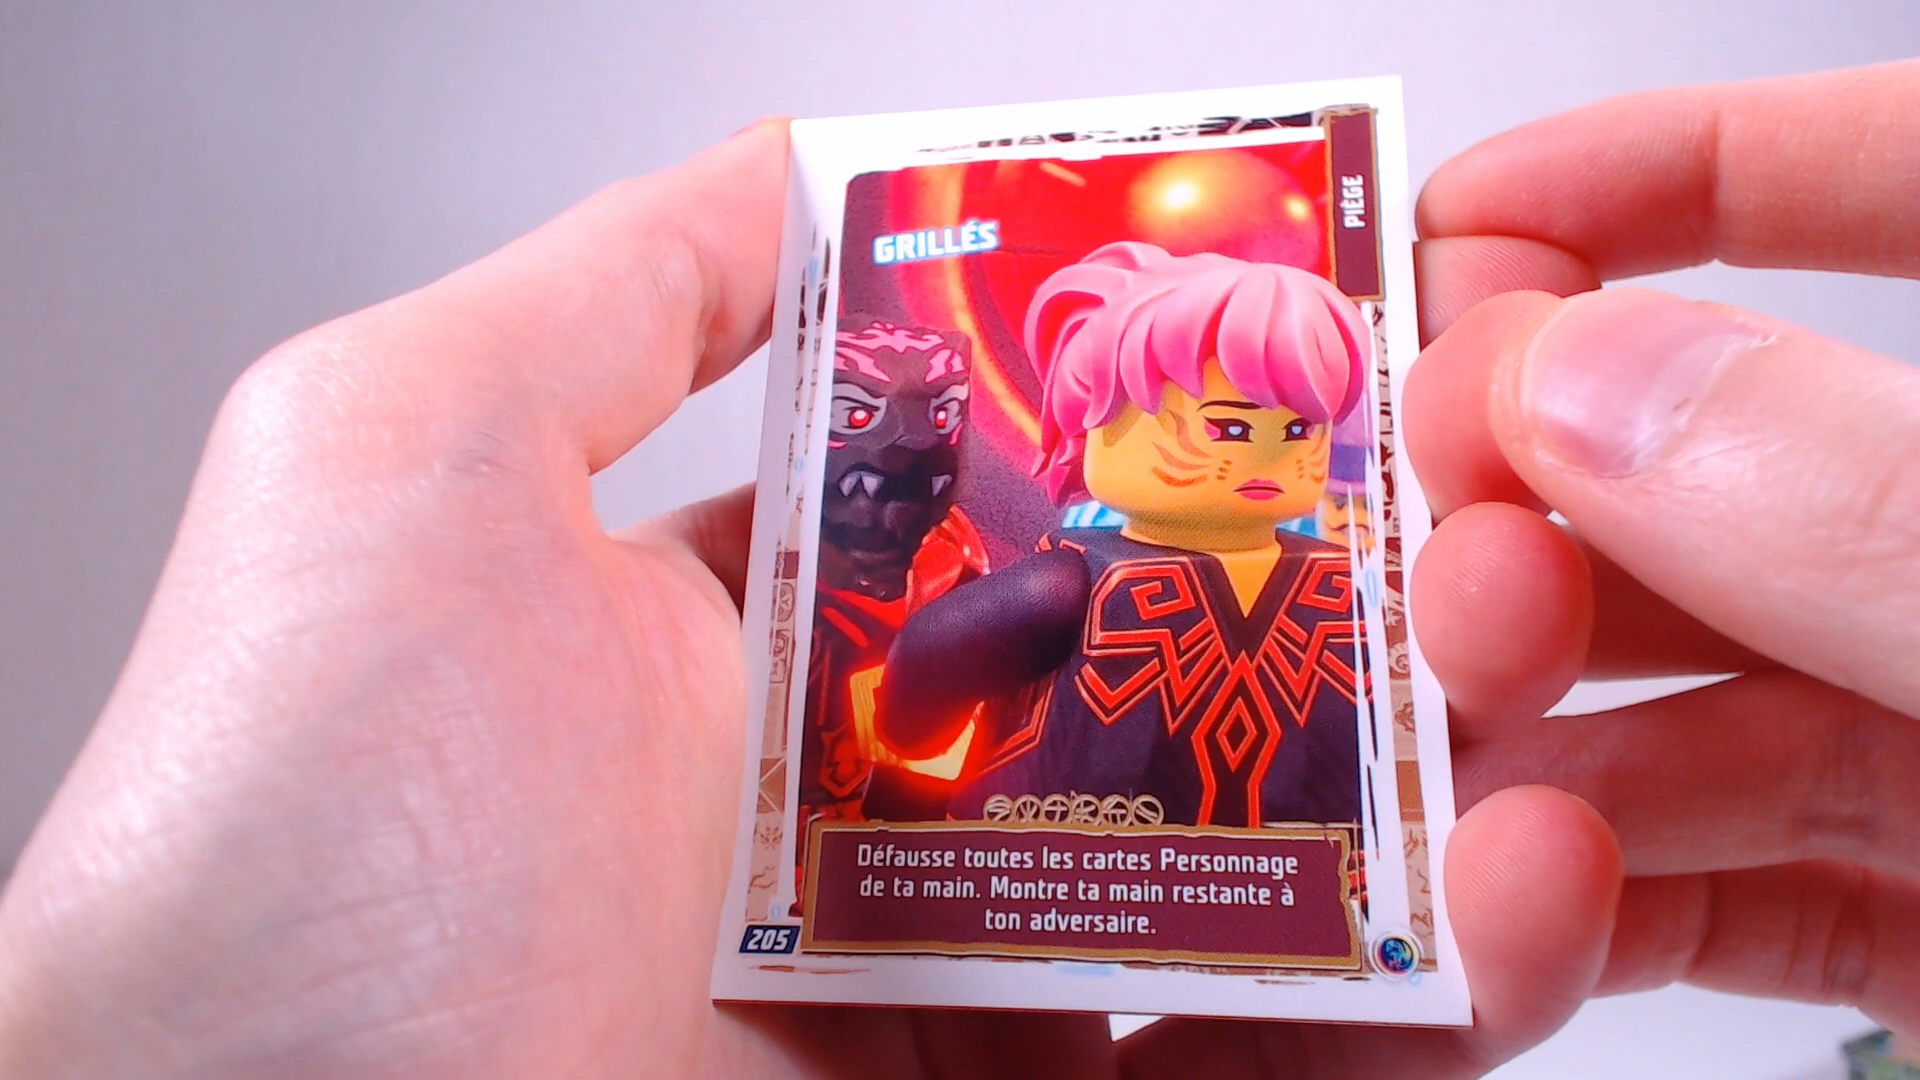 PIÈGE
GRILLÉS
Défausse toutes les cartes Personnage
de ta main. Montre ta main restante à
ton adversaire.
205